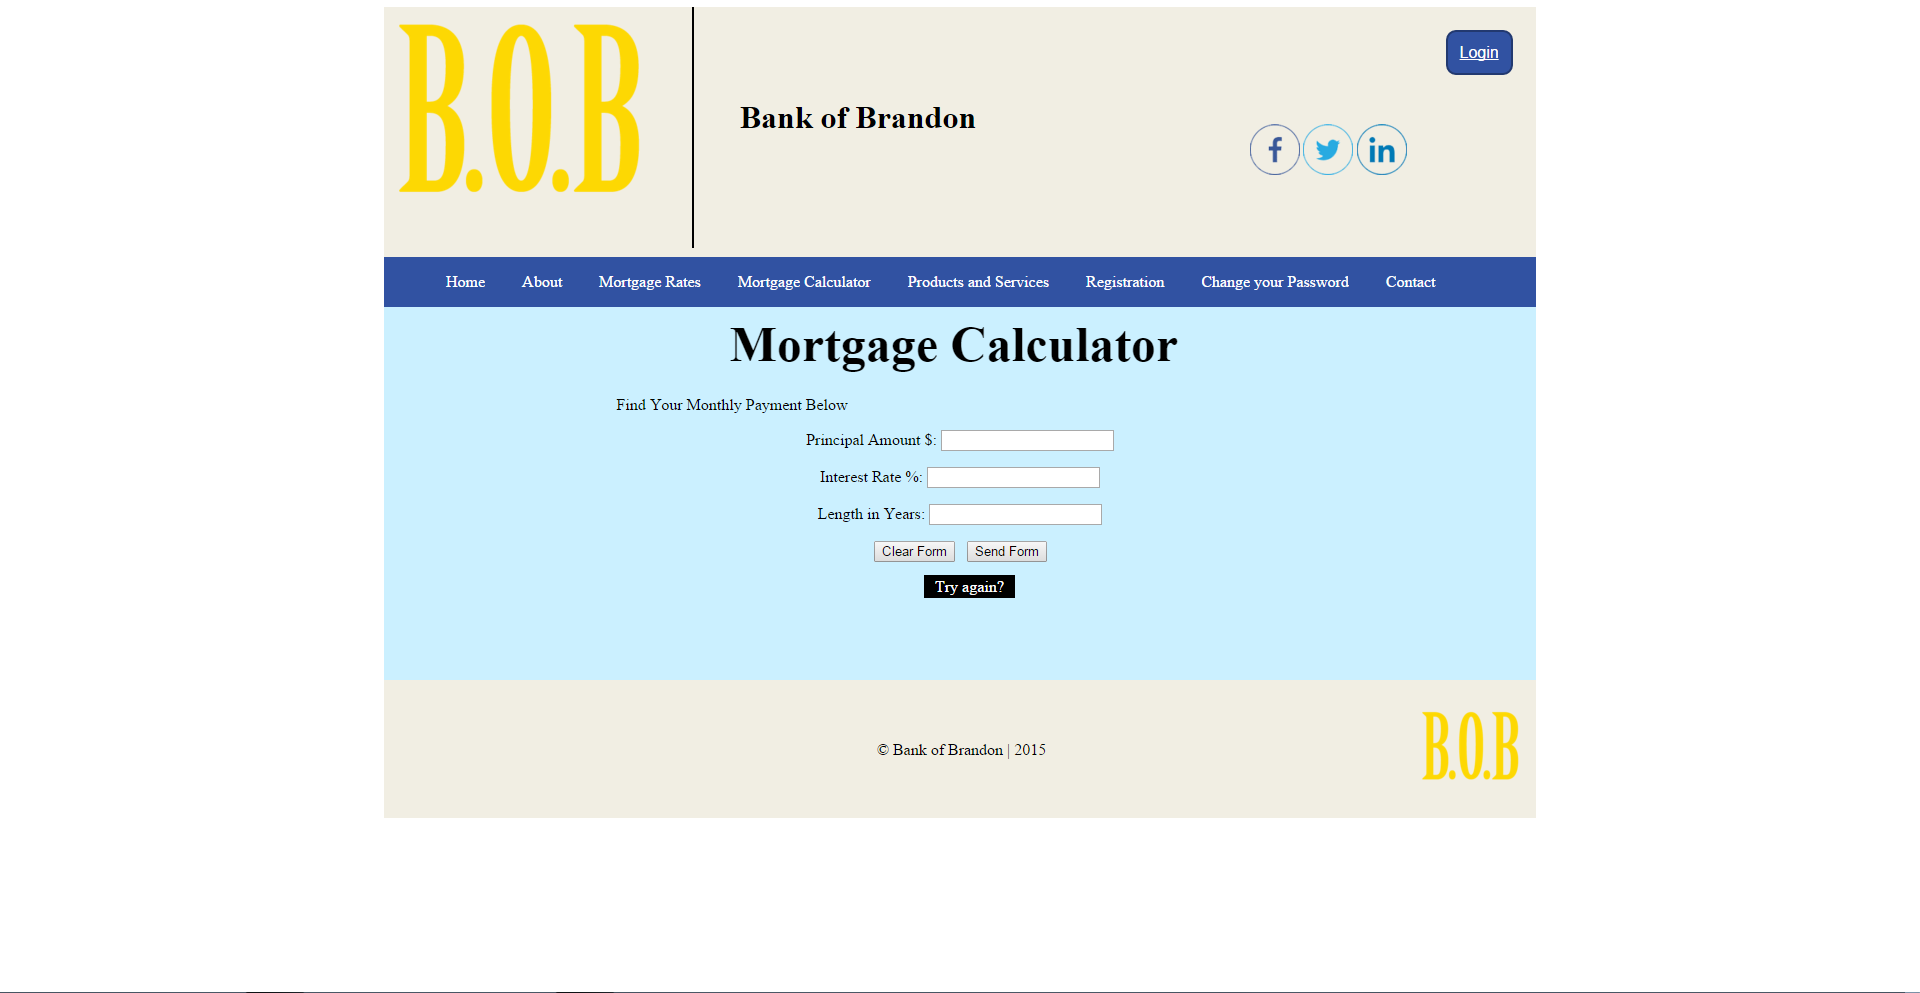 B.O.B
Login
Bank of Brandon
f
in
Home About Mortgage Rates Mortgage Calculator Products and Services Registration Change your Password Contact
Mortgage Calculator
Find Your Monthly Payment Below
Principal Amount $:
Interest Rate %:
Length in Years:
Clear Form Send Form
Try again?
© Bank of Brandon | 2015
B.O.B